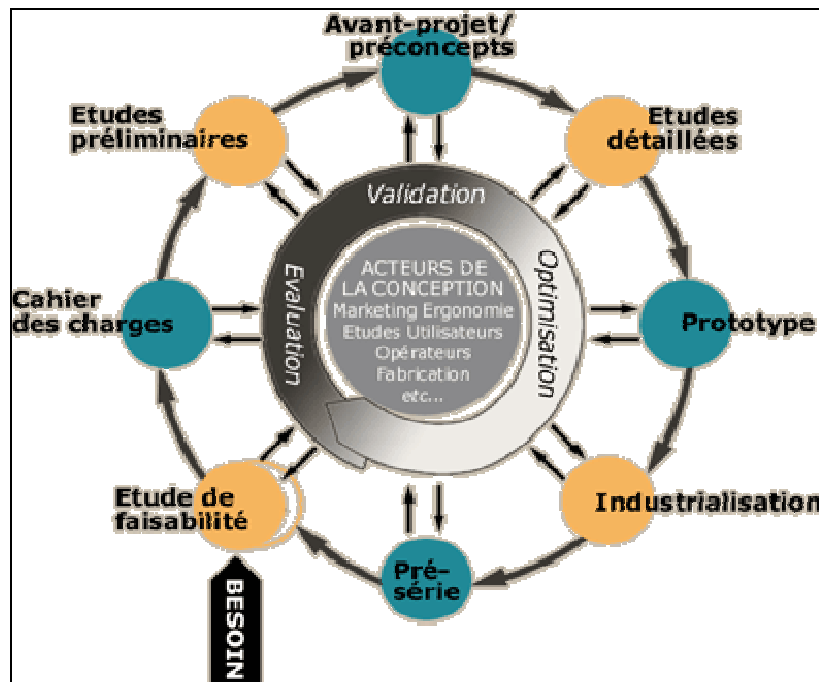 Avant-projet/
préconcepts
Etudes
préliminaires
Etudes
détaillées
Validation
Evaluation
Optimisation
ACTEURS DE
LA CONCEPTION
Marketing Ergonomie
Etudes Utilisateurs
Opérateurs
Fabrication
etc...
Cahier
des charges
Prototype
Etude de
faisabilité
Industrialisation
Pré-
série
BESOIN